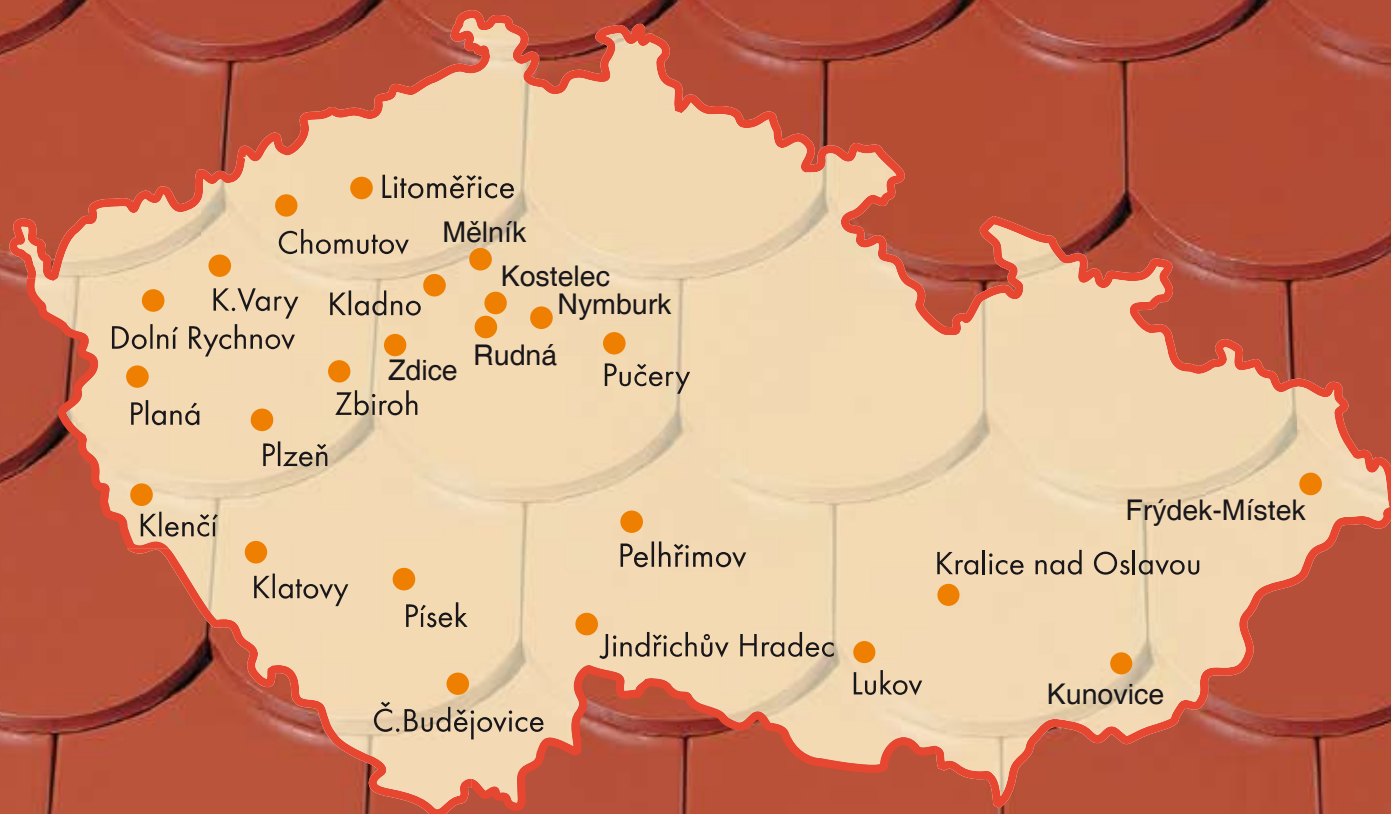 Litoměřice
Mělník
Chomutov
Kostelec
K.Vary
Kladno
Nymburk
Dolní Rychnov
Rudná
Zdice
Pučery
Zbiroh
Planá
Plzeň
Frýdek-Místek
Klenčí
Pelhřimov
Kralice nad Oslavou
Klatovy
Písek
Jindřichův Hradec
Lukov
Kunovice
Č.Budějovice